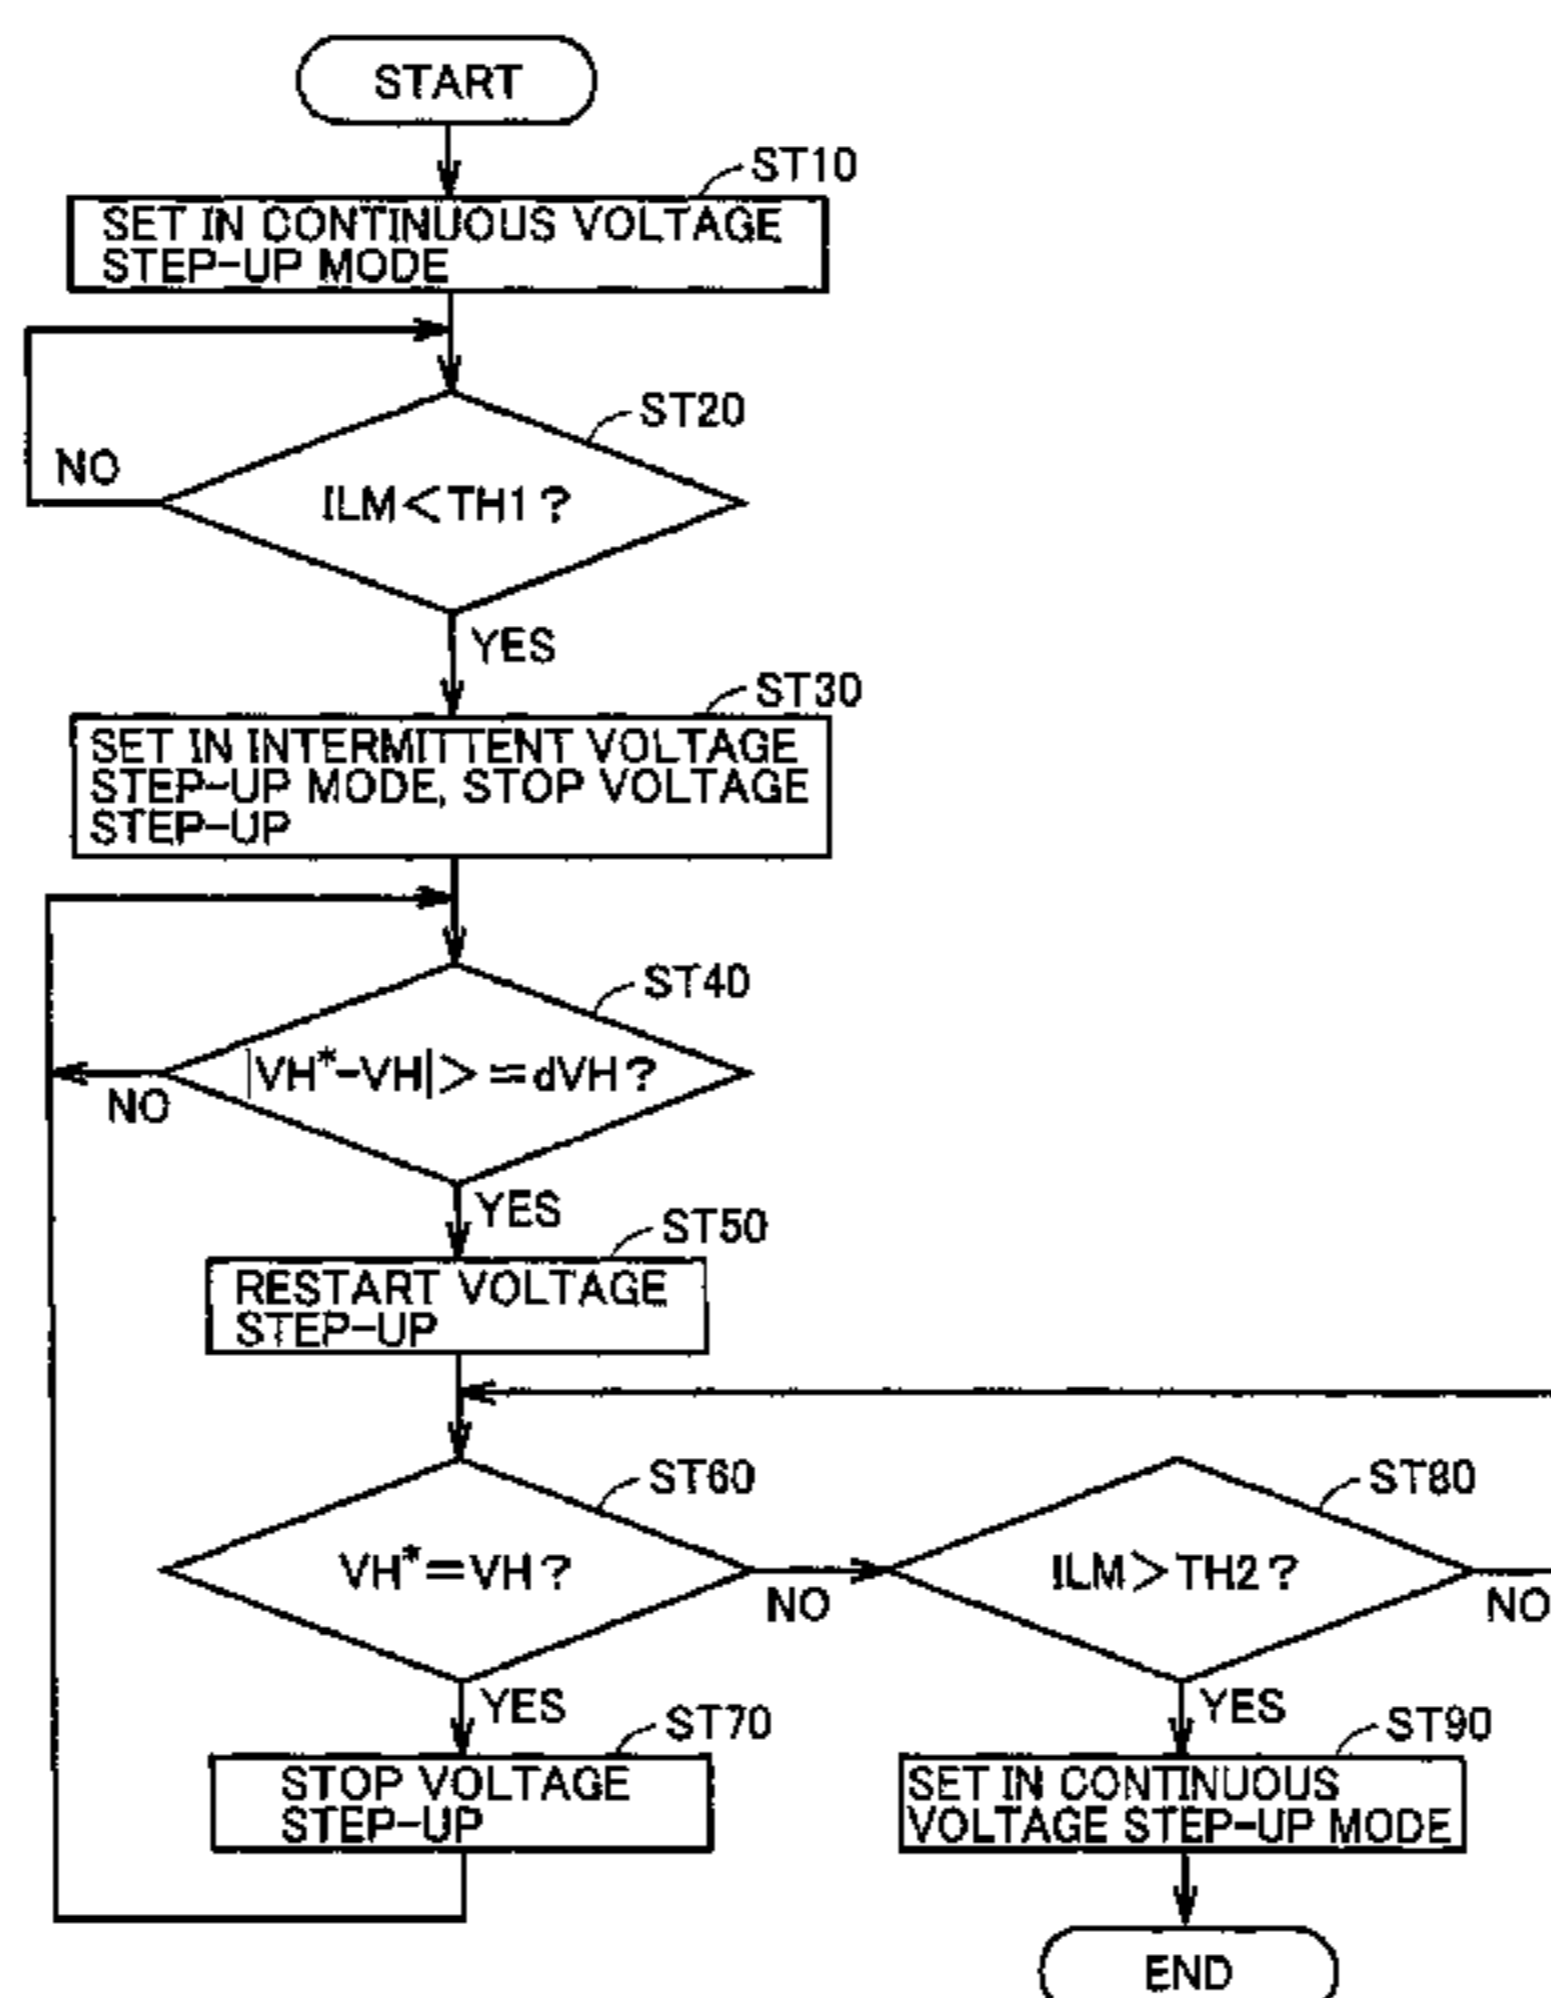 START
ST10
SET IN CONTINUOUS VOLTAGE
STEP-UP MODE
ST20
NO
ILM<TH1?
YES
ST30
SET IN INTERMITTENT VOLTAGE
STEP-UP MODE, STOP VOLTAGE
STEP-UP
ST40
|VH*-VH|>=dVH?
NO
YES
ST50
RESTART VOLTAGE
STEP-UP
ST60
ST80
VH*=VH?
NO
ILM>TH2?
NO
YES
YES
ST70
ST90
STOP VOLTAGE
STEP-UP
SET IN CONTINUOUS
VOLTAGE STEP-UP MODE
END